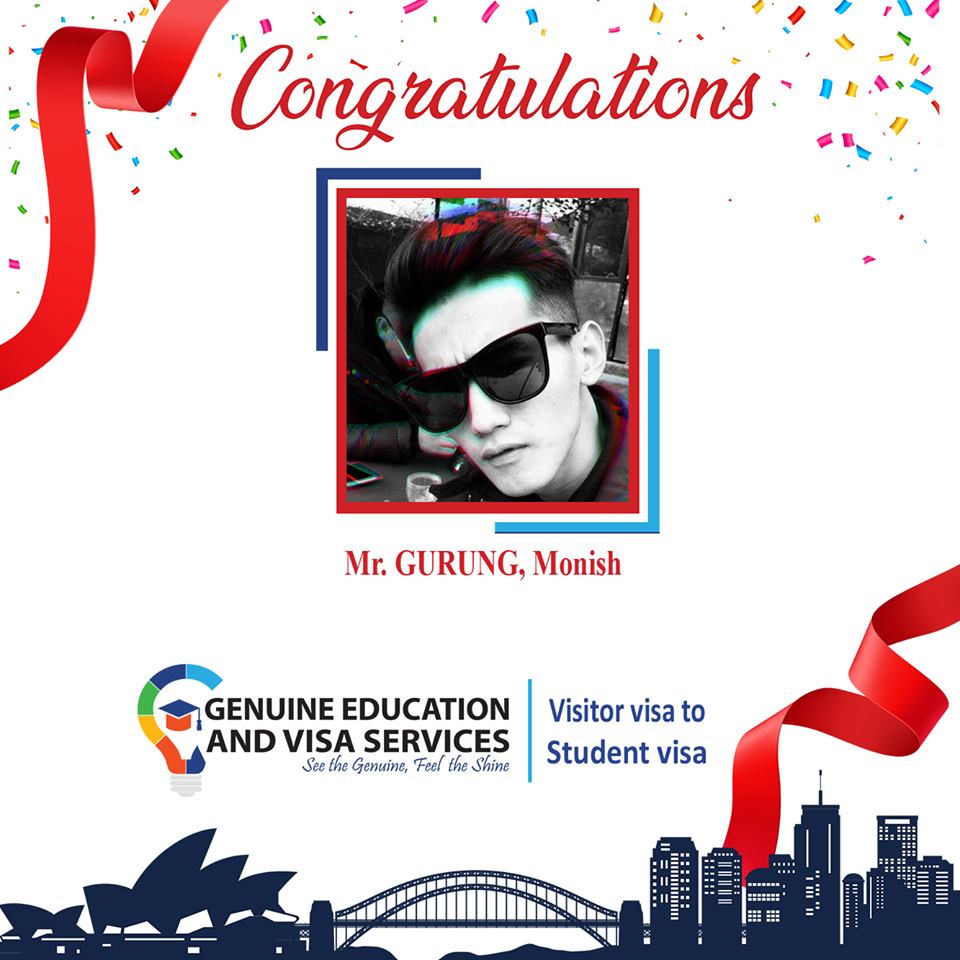 Congratulations
Mr. GURUNG, Monish
GENUINE EDUCATION
AND VISA SERVICES
See the Genuine, Feel the Shine
Visitor visa to
Student visa